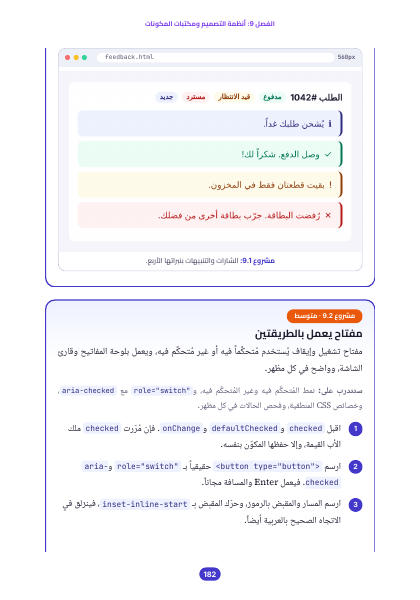 الفصل 9: أنظمة التصميم ومكتبات المكونات
feedback.html
560px
الطلب #1042 مدفوع قيد الانتظار مسترد جديد
ℹ يُشحن طلبك غداً.
✓ وصل الدفع. شكراً لك!
! بقيت قطعتان فقط في المخزون.
✕ رُفضت البطاقة. جرّب بطاقة أخرى من فضلك.
مشروع 9.1: الشارات والتنبيهات بنبراتها الأربع.
مشروع 9.2 · متوسط
مفتاح يعمل بالطريقتين
مفتاح تشغيل وإيقاف يُستخدم مُتحكَّماً فيه أو غير مُتحكَّم فيه، ويعمل بلوحة المفاتيح وقارئ
الشاشة، وواضح في كل مظهر.
ستتدرب على: نمط المُتحكَّم فيه وغير المُتحكَّم فيه، و role="switch" مع aria-checked،
وخصائص CSS المنطقية، وفحص الحالات في كل مظهر.
1 اقبل checked و defaultChecked و onChange. فإن مُرّرت checked ملك
الأب القيمة، وإلا حفظها المكوّن بنفسه.
2 ارسم <button type="button"> حقيقياً بـ role="switch" و aria-
checked. فيعمل Enter والمسافة مجاناً.
3 ارسم المسار والمقبض بالرموز، وحرّك المقبض بـ inset-inline-start، فينزلق في
الاتجاه الصحيح بالعربية أيضاً.
182